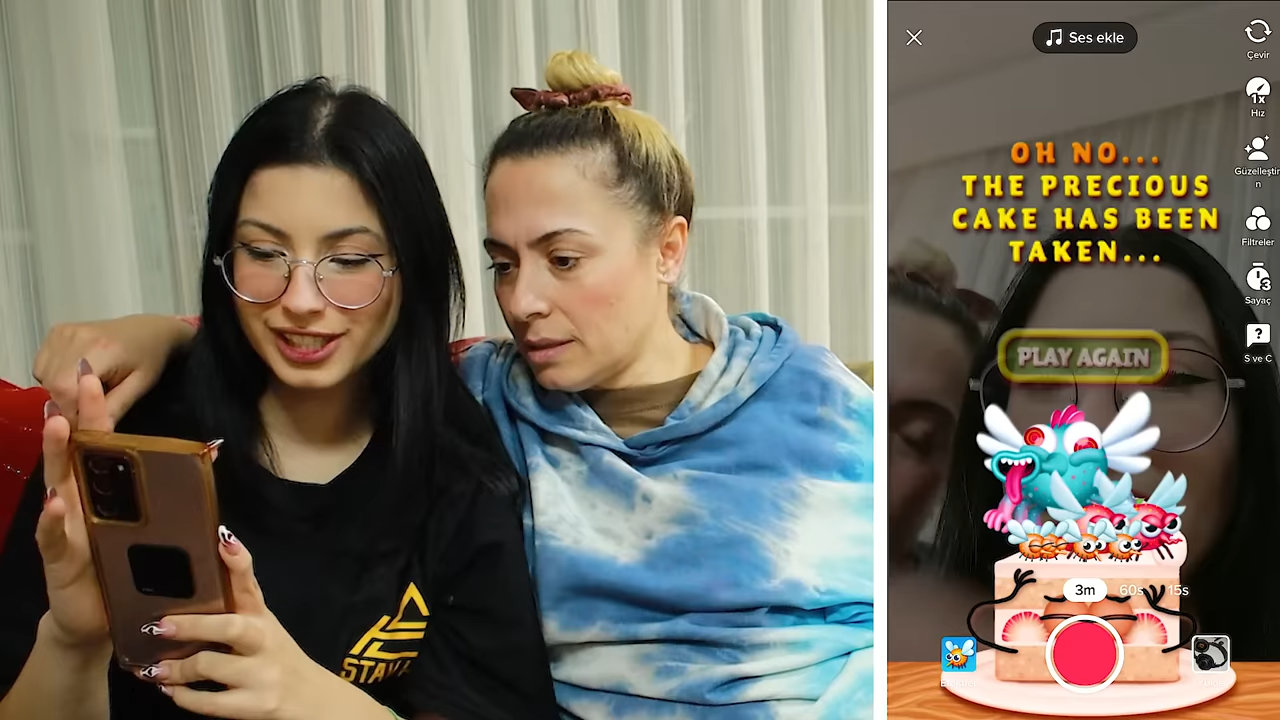 STAVA
Ses ekle
Çevir
1x
Hız
Güzelleştir
n
Filtreler
3
Sayaç
?
S ve C
OH NO...
THE PRECIOUS
CAKE HAS BEEN
TAKEN...
PLAY AGAIN
3m
60s
15s